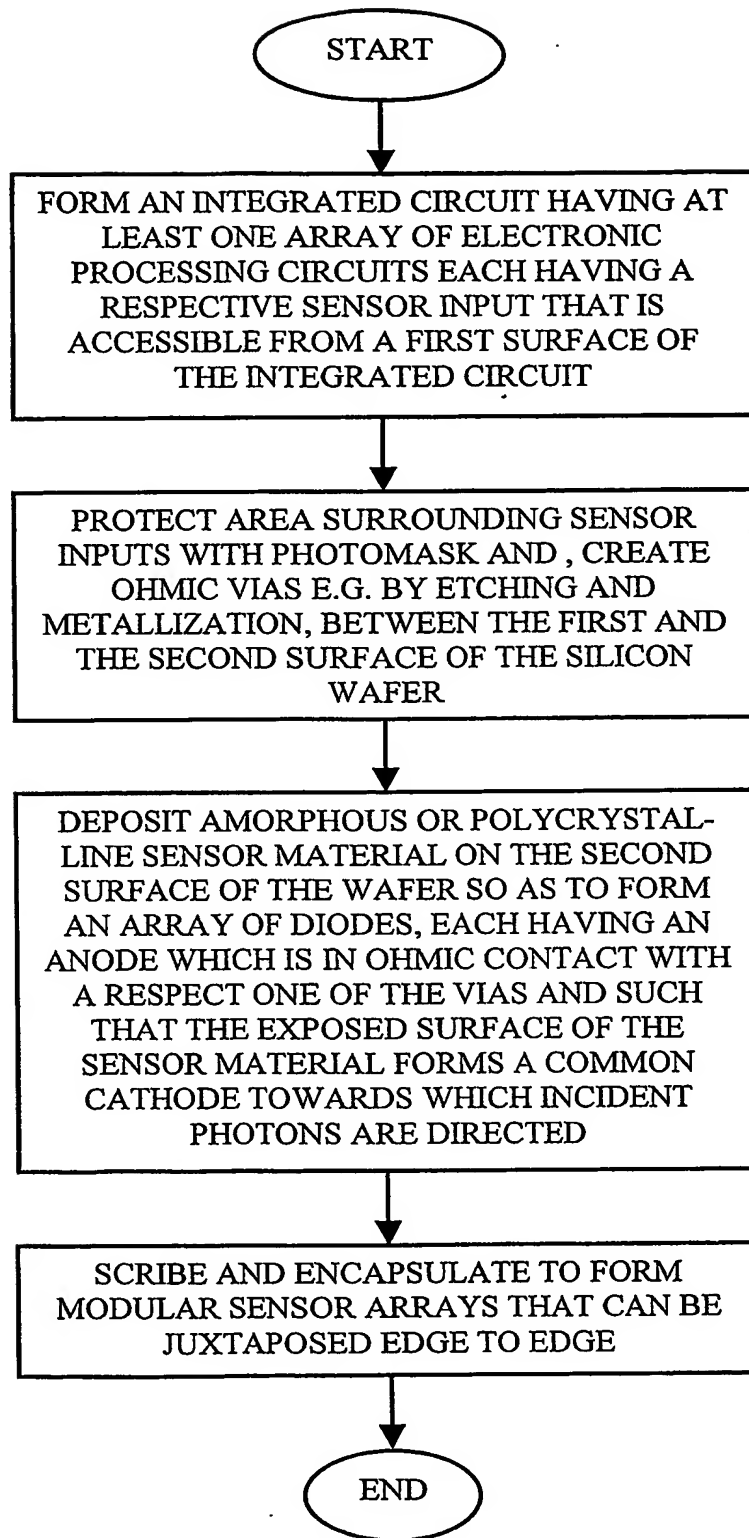 START
FORM AN INTEGRATED CIRCUIT HAVING AT
LEAST ONE ARRAY OF ELECTRONIC
PROCESSING CIRCUITS EACH HAVING A
RESPECTIVE SENSOR INPUT THAT IS
ACCESSIBLE FROM A FIRST SURFACE OF
THE INTEGRATED CIRCUIT
PROTECT AREA SURROUNDING SENSOR
INPUTS WITH PHOTOMASK AND , CREATE
OHMIC VIAS E.G. BY ETCHING AND
METALLIZATION, BETWEEN THE FIRST AND
THE SECOND SURFACE OF THE SILICON
WAFER
DEPOSIT AMORPHOUS OR POLYCRYSTAL-
LINE SENSOR MATERIAL ON THE SECOND
SURFACE OF THE WAFER SO AS TO FORM
AN ARRAY OF DIODES, EACH HAVING AN
ANODE WHICH IS IN OHMIC CONTACT WITH
A RESPECT ONE OF THE VIAS AND SUCH
THAT THE EXPOSED SURFACE OF THE
SENSOR MATERIAL FORMS A COMMON
CATHODE TOWARDS WHICH INCIDENT
PHOTONS ARE DIRECTED
SCRIBE AND ENCAPSULATE TO FORM
MODULAR SENSOR ARRAYS THAT CAN BE
JUXTAPOSED EDGE TO EDGE
END